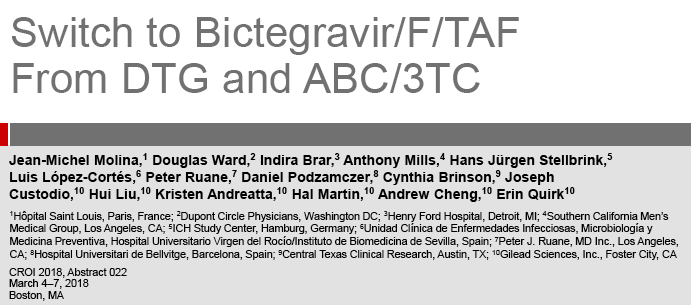 Switch to Bictegravir/F/TAF
From DTG and ABC/3TC
Jean-Michel Molina,¹ Douglas Ward,² Indira Brar,³ Anthony Mills,⁴ Hans Jürgen Stellbrink,⁵
Luis López-Cortés,⁶ Peter Ruane,⁷ Daniel Podzamczer,⁸ Cynthia Brinson,⁹ Joseph
Custodio,¹⁰ Hui Liu,¹⁰ Kristen Andreatta,¹⁰ Hal Martin,¹⁰ Andrew Cheng,¹⁰ Erin Quirk¹⁰
¹Hôpital Saint Louis, Paris, France; ²Dupont Circle Physicians, Washington DC; ³Henry Ford Hospital, Detroit, MI; ⁴Southern California Men's
Medical Group, Los Angeles, CA; ⁵ICH Study Center, Hamburg, Germany; ⁶Unidad Clínica de Enfermedades Infecciosas, Microbiología y
Medicina Preventiva, Hospital Universitario Virgen del Rocío/Instituto de Biomedicina de Sevilla, Spain; ⁷Peter J. Ruane, MD Inc., Los Angeles,
CA; ⁸Hospital Universitari de Bellvitge, Barcelona, Spain; ⁹Central Texas Clinical Research, Austin, TX; ¹⁰Gilead Sciences, Inc., Foster City, CA
CROI 2018, Abstract 022
March 4–7, 2018
Boston, MA